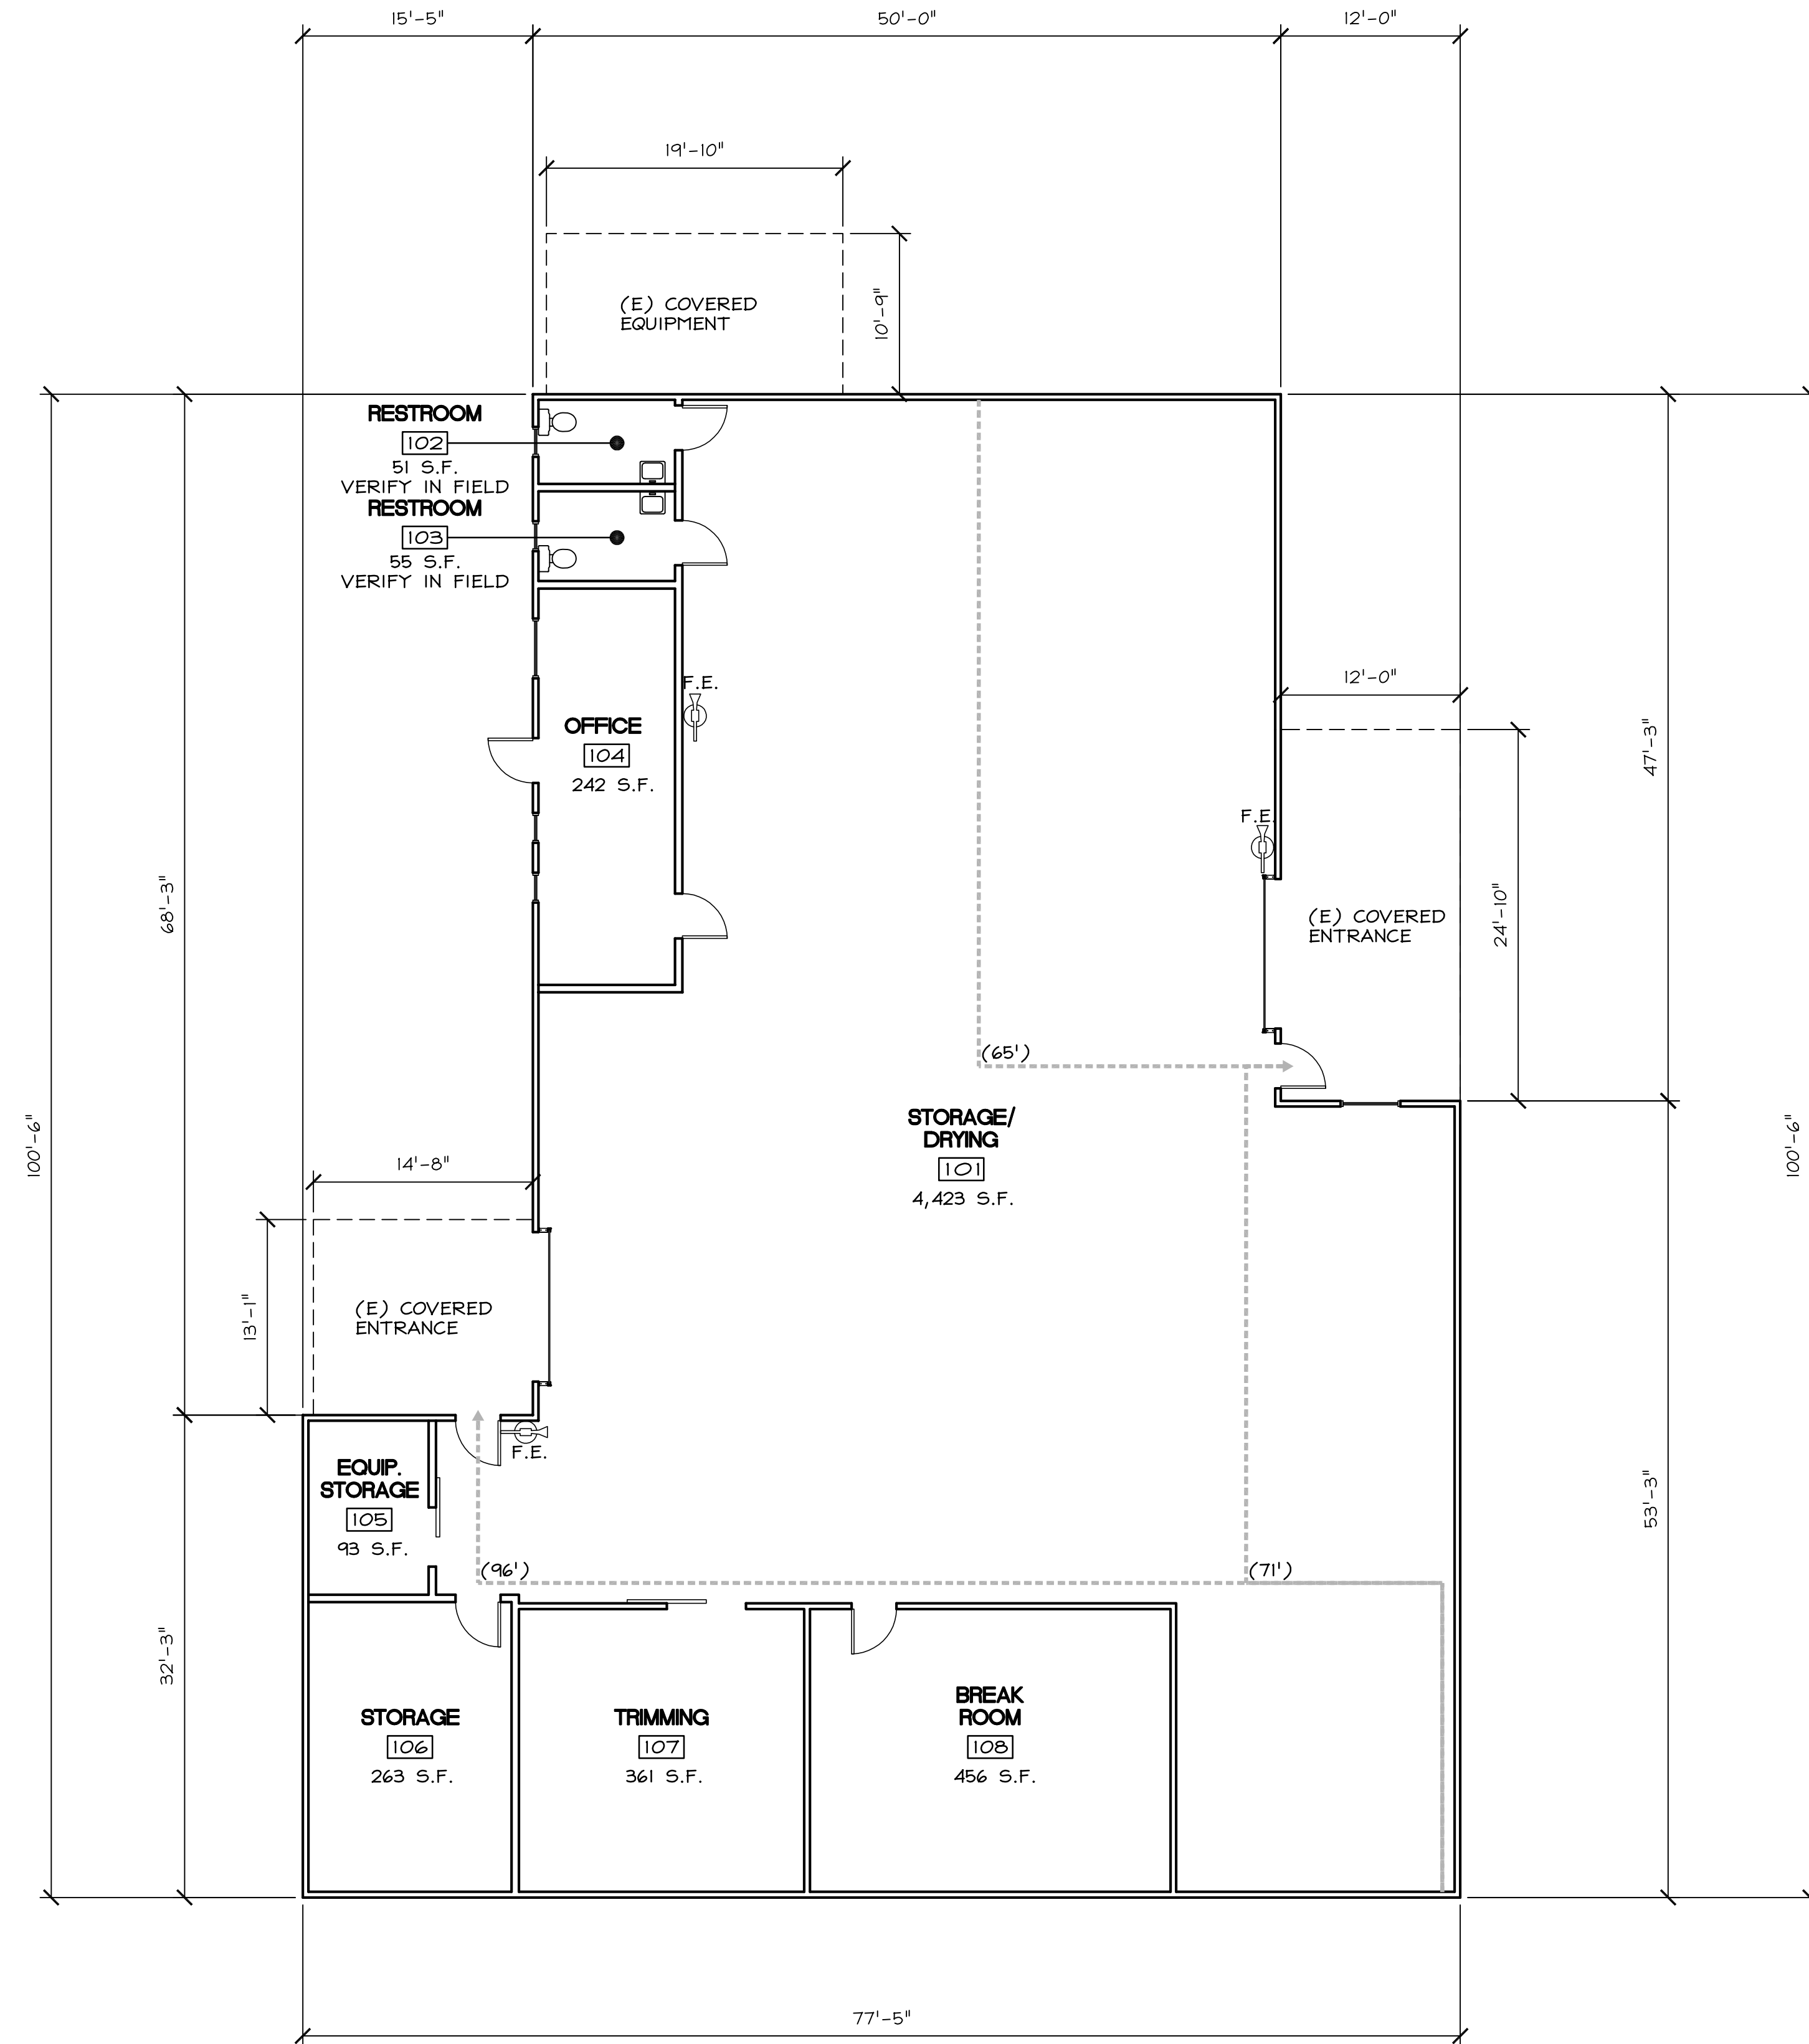 15'-5"
50'-0"
12'-0"
19'-10"
(E) COVERED
EQUIPMENT
10'-9"
RESTROOM
102
51 S.F.
VERIFY IN FIELD
RESTROOM
103
55 S.F.
VERIFY IN FIELD
F.E.
OFFICE
104
242 S.F.
12'-0"
47'-3"
F.E.
68'-3"
(E) COVERED
ENTRANCE
24'-10"
(65')
100'-6"
STORAGE/
DRYING
101
4,423 S.F.
100'-6"
14'-8"
13'-1"
(E) COVERED
ENTRANCE
F.E.
EQUIP.
STORAGE
105
93 S.F.
53'-3"
(96')
(71')
32'-3"
STORAGE
106
263 S.F.
TRIMMING
107
361 S.F.
BREAK
ROOM
108
456 S.F.
77'-5"